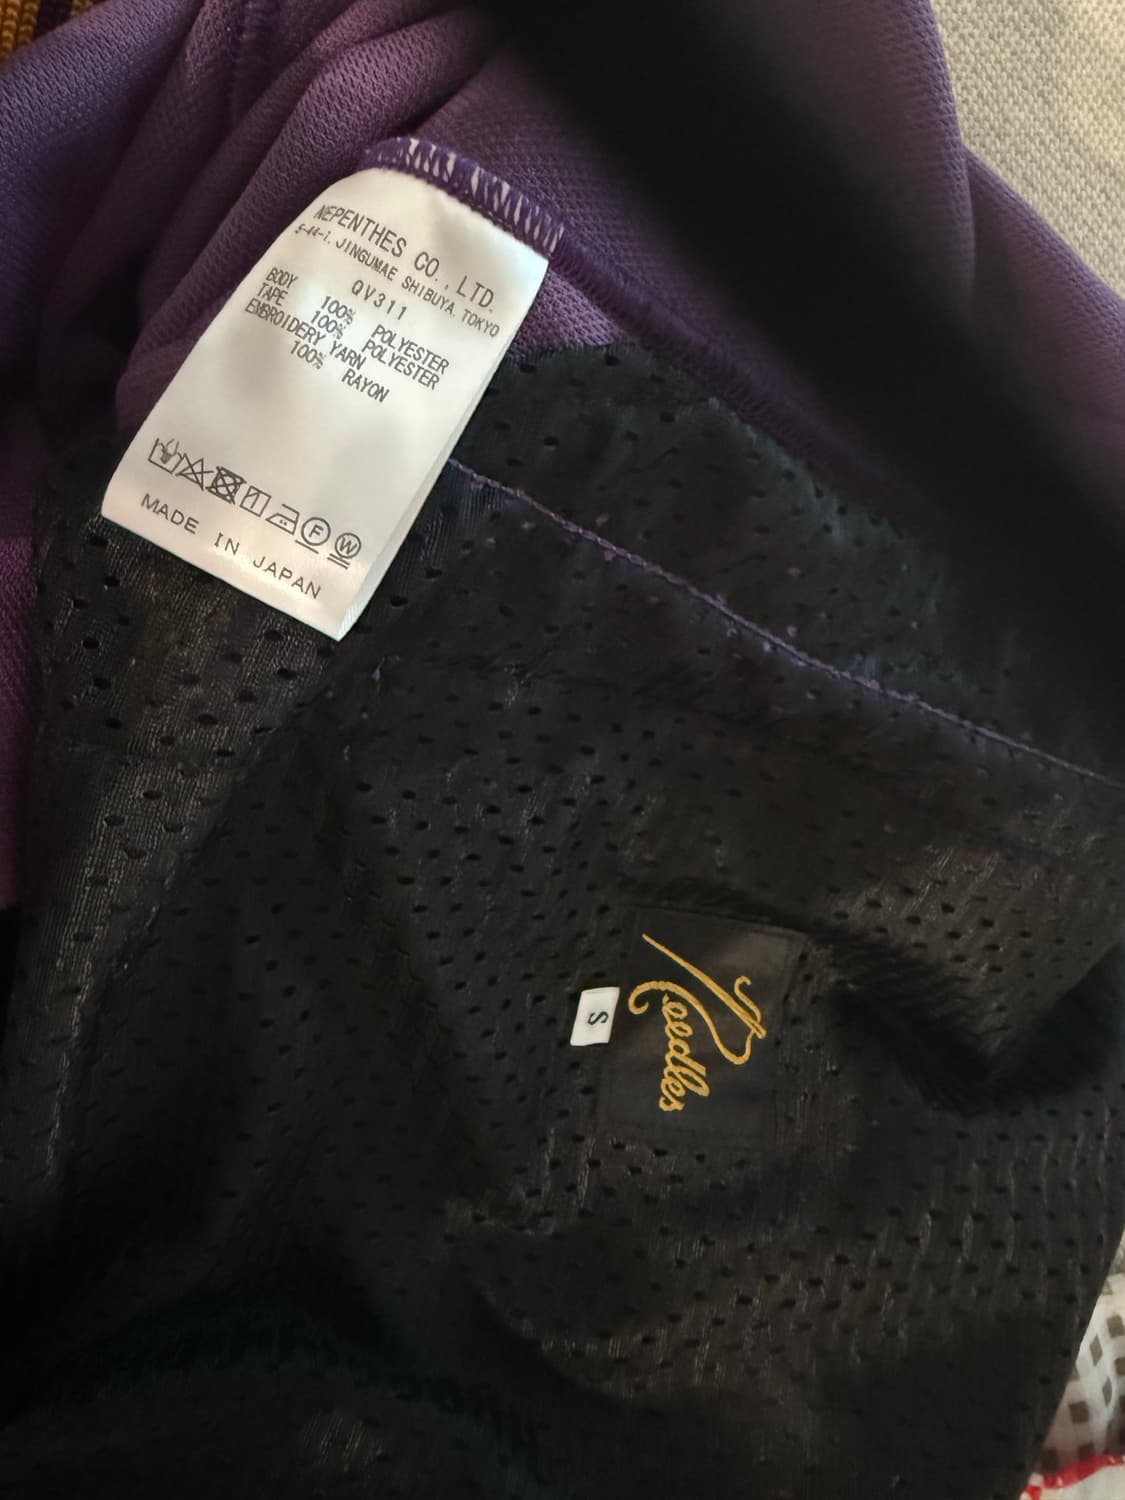 NEPENTHES CO., LTD.
5-44-1. JINGUMAE SHIBUYA. TOKYO
QV311
BODY
100% POLYESTER
TAPE
100% POLYESTER
EMBROIDERY YARN
100% RAYON
F W
MADE IN JAPAN
Needles
S